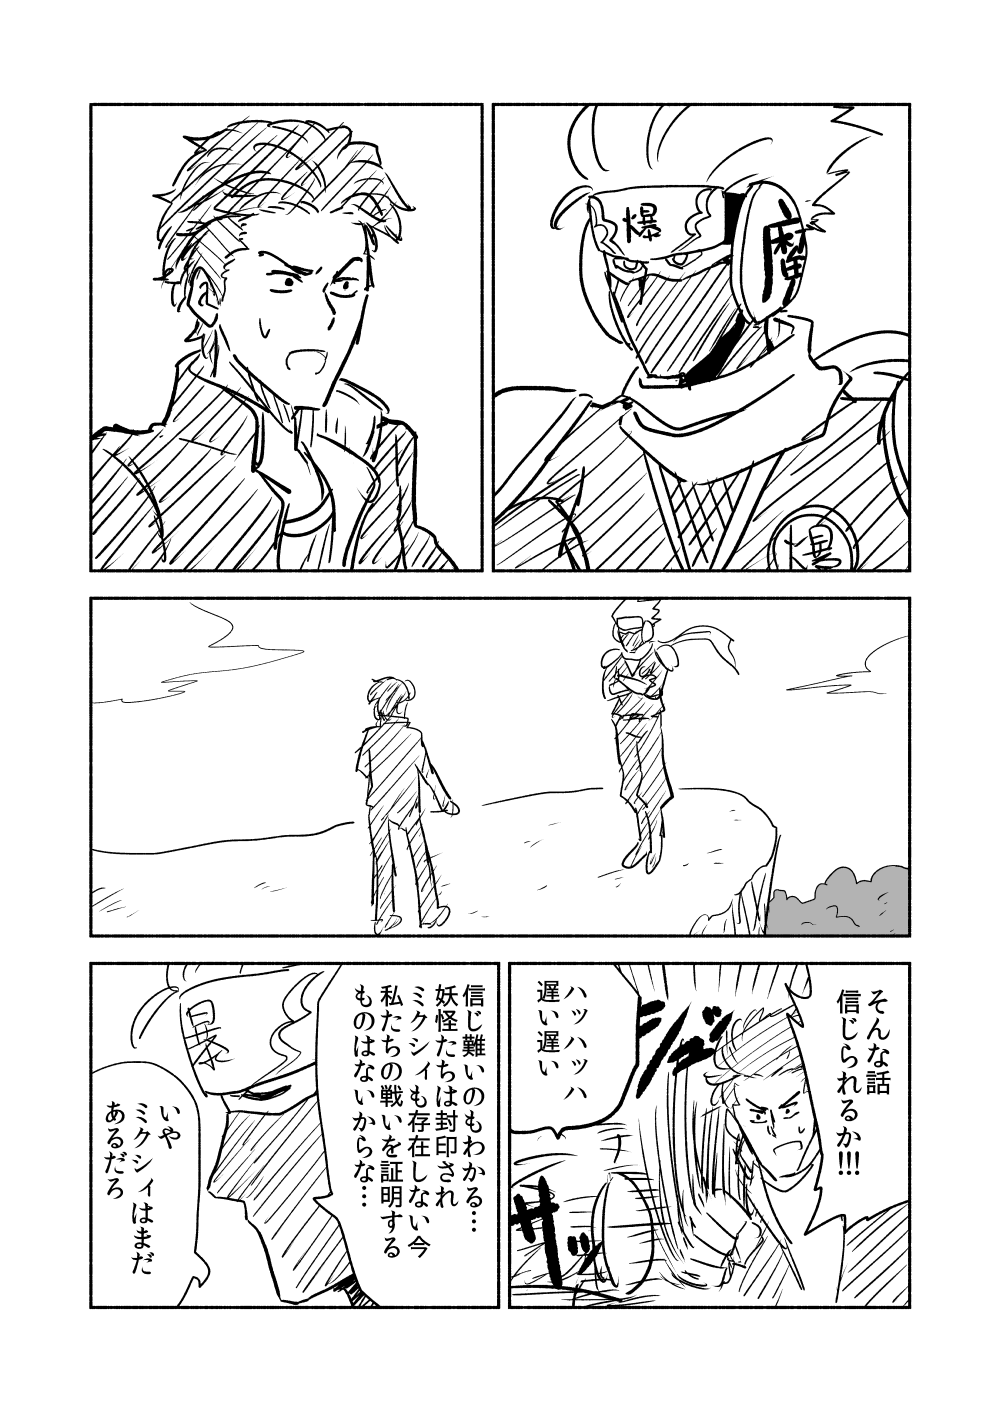 爆
魔
爆
そんな話
信じられるか!!!
ビシッ
ハッハッハ
遅い遅い
サッ
信じ難いのもわかる…
妖怪たちは封印され
ミクシィも存在しない今
私たちの戦いを証明する
ものはないからな…
いや
ミクシィはまだ
あるだろ